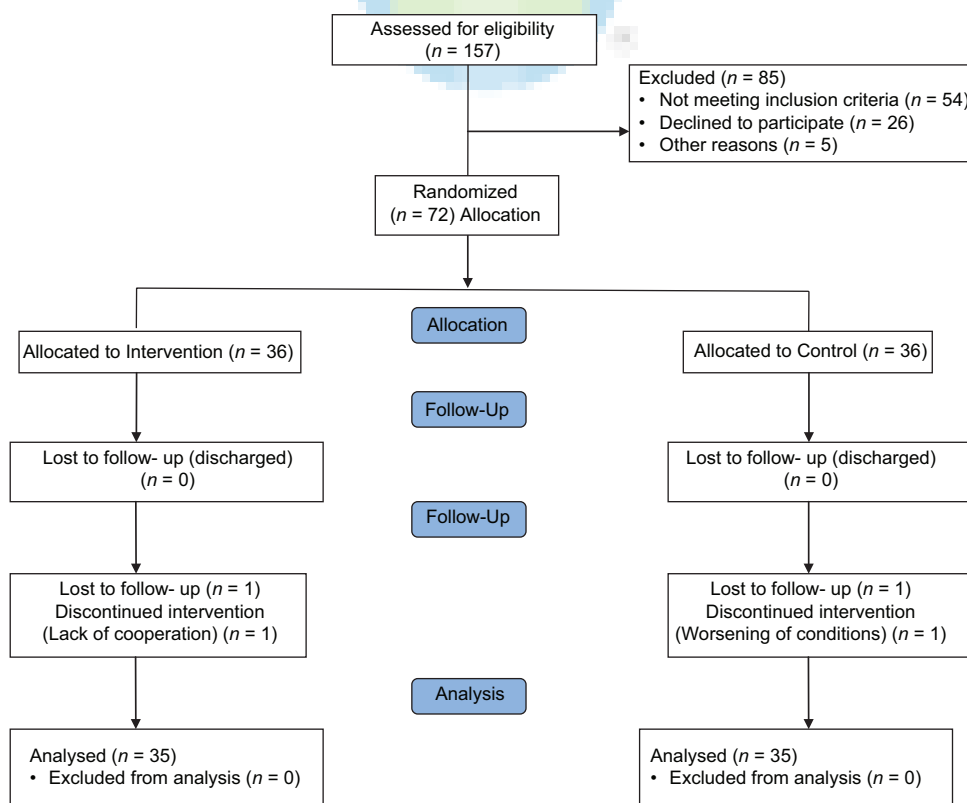 Assessed for eligibility
(n = 157)
Excluded (n = 85)
• Not meeting inclusion criteria (n = 54)
• Declined to participate (n = 26)
• Other reasons (n = 5)
Randomized
(n = 72) Allocation
Allocation
Allocated to Intervention (n = 36)
Allocated to Control (n = 36)
Follow-Up
Lost to follow- up (discharged)
(n = 0)
Lost to follow- up (discharged)
(n = 0)
Follow-Up
Lost to follow- up (n = 1)
Discontinued intervention
(Lack of cooperation) (n = 1)
Lost to follow- up (n = 1)
Discontinued intervention
(Worsening of conditions) (n = 1)
Analysis
Analysed (n = 35)
• Excluded from analysis (n = 0)
Analysed (n = 35)
• Excluded from analysis (n = 0)